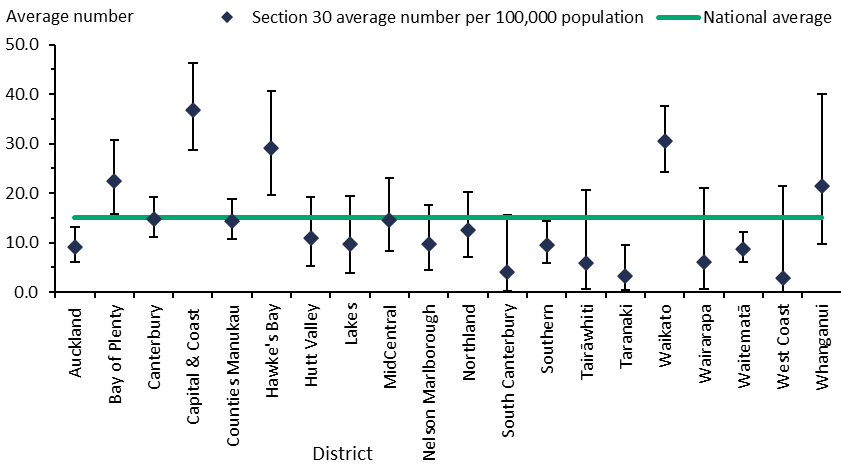 Average number
Section 30 average number per 100,000 population
National average
50.0
40.0
30.0
20.0
10.0
0.0
Auckland
Bay of Plenty
Canterbury
Capital & Coast
Counties Manukau
Hawke's Bay
Hutt Valley
Lakes
MidCentral
Nelson Marlborough
Northland
South Canterbury
Southern
Tairāwhiti
Taranaki
Waikato
Wairarapa
Waitematā
West Coast
Whanganui
District